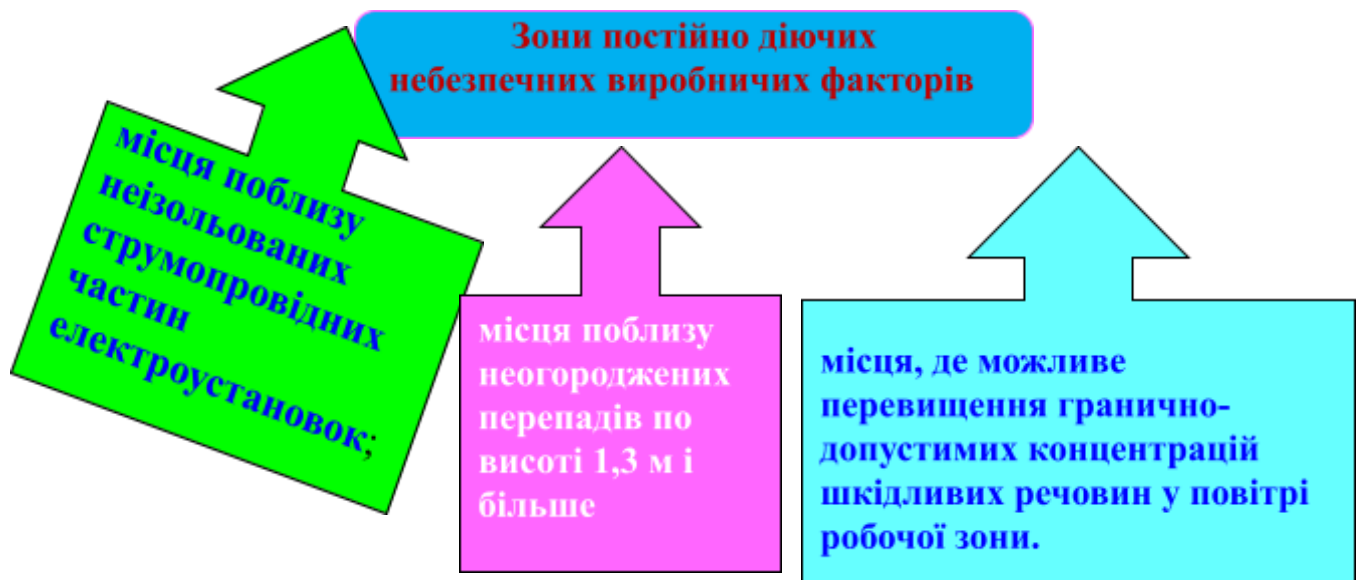 Зони постійно діючих
небезпечних виробничих факторів
місця поблизу
неізольованих
струмопровідних
частин
електроустановок;
місця поблизу
неогороджених
перепадів по
висоті 1,3 м і
більше
місця, де можливе
перевищення гранично-
допустимих концентрацій
шкідливих речовин у повітрі
робочої зони.